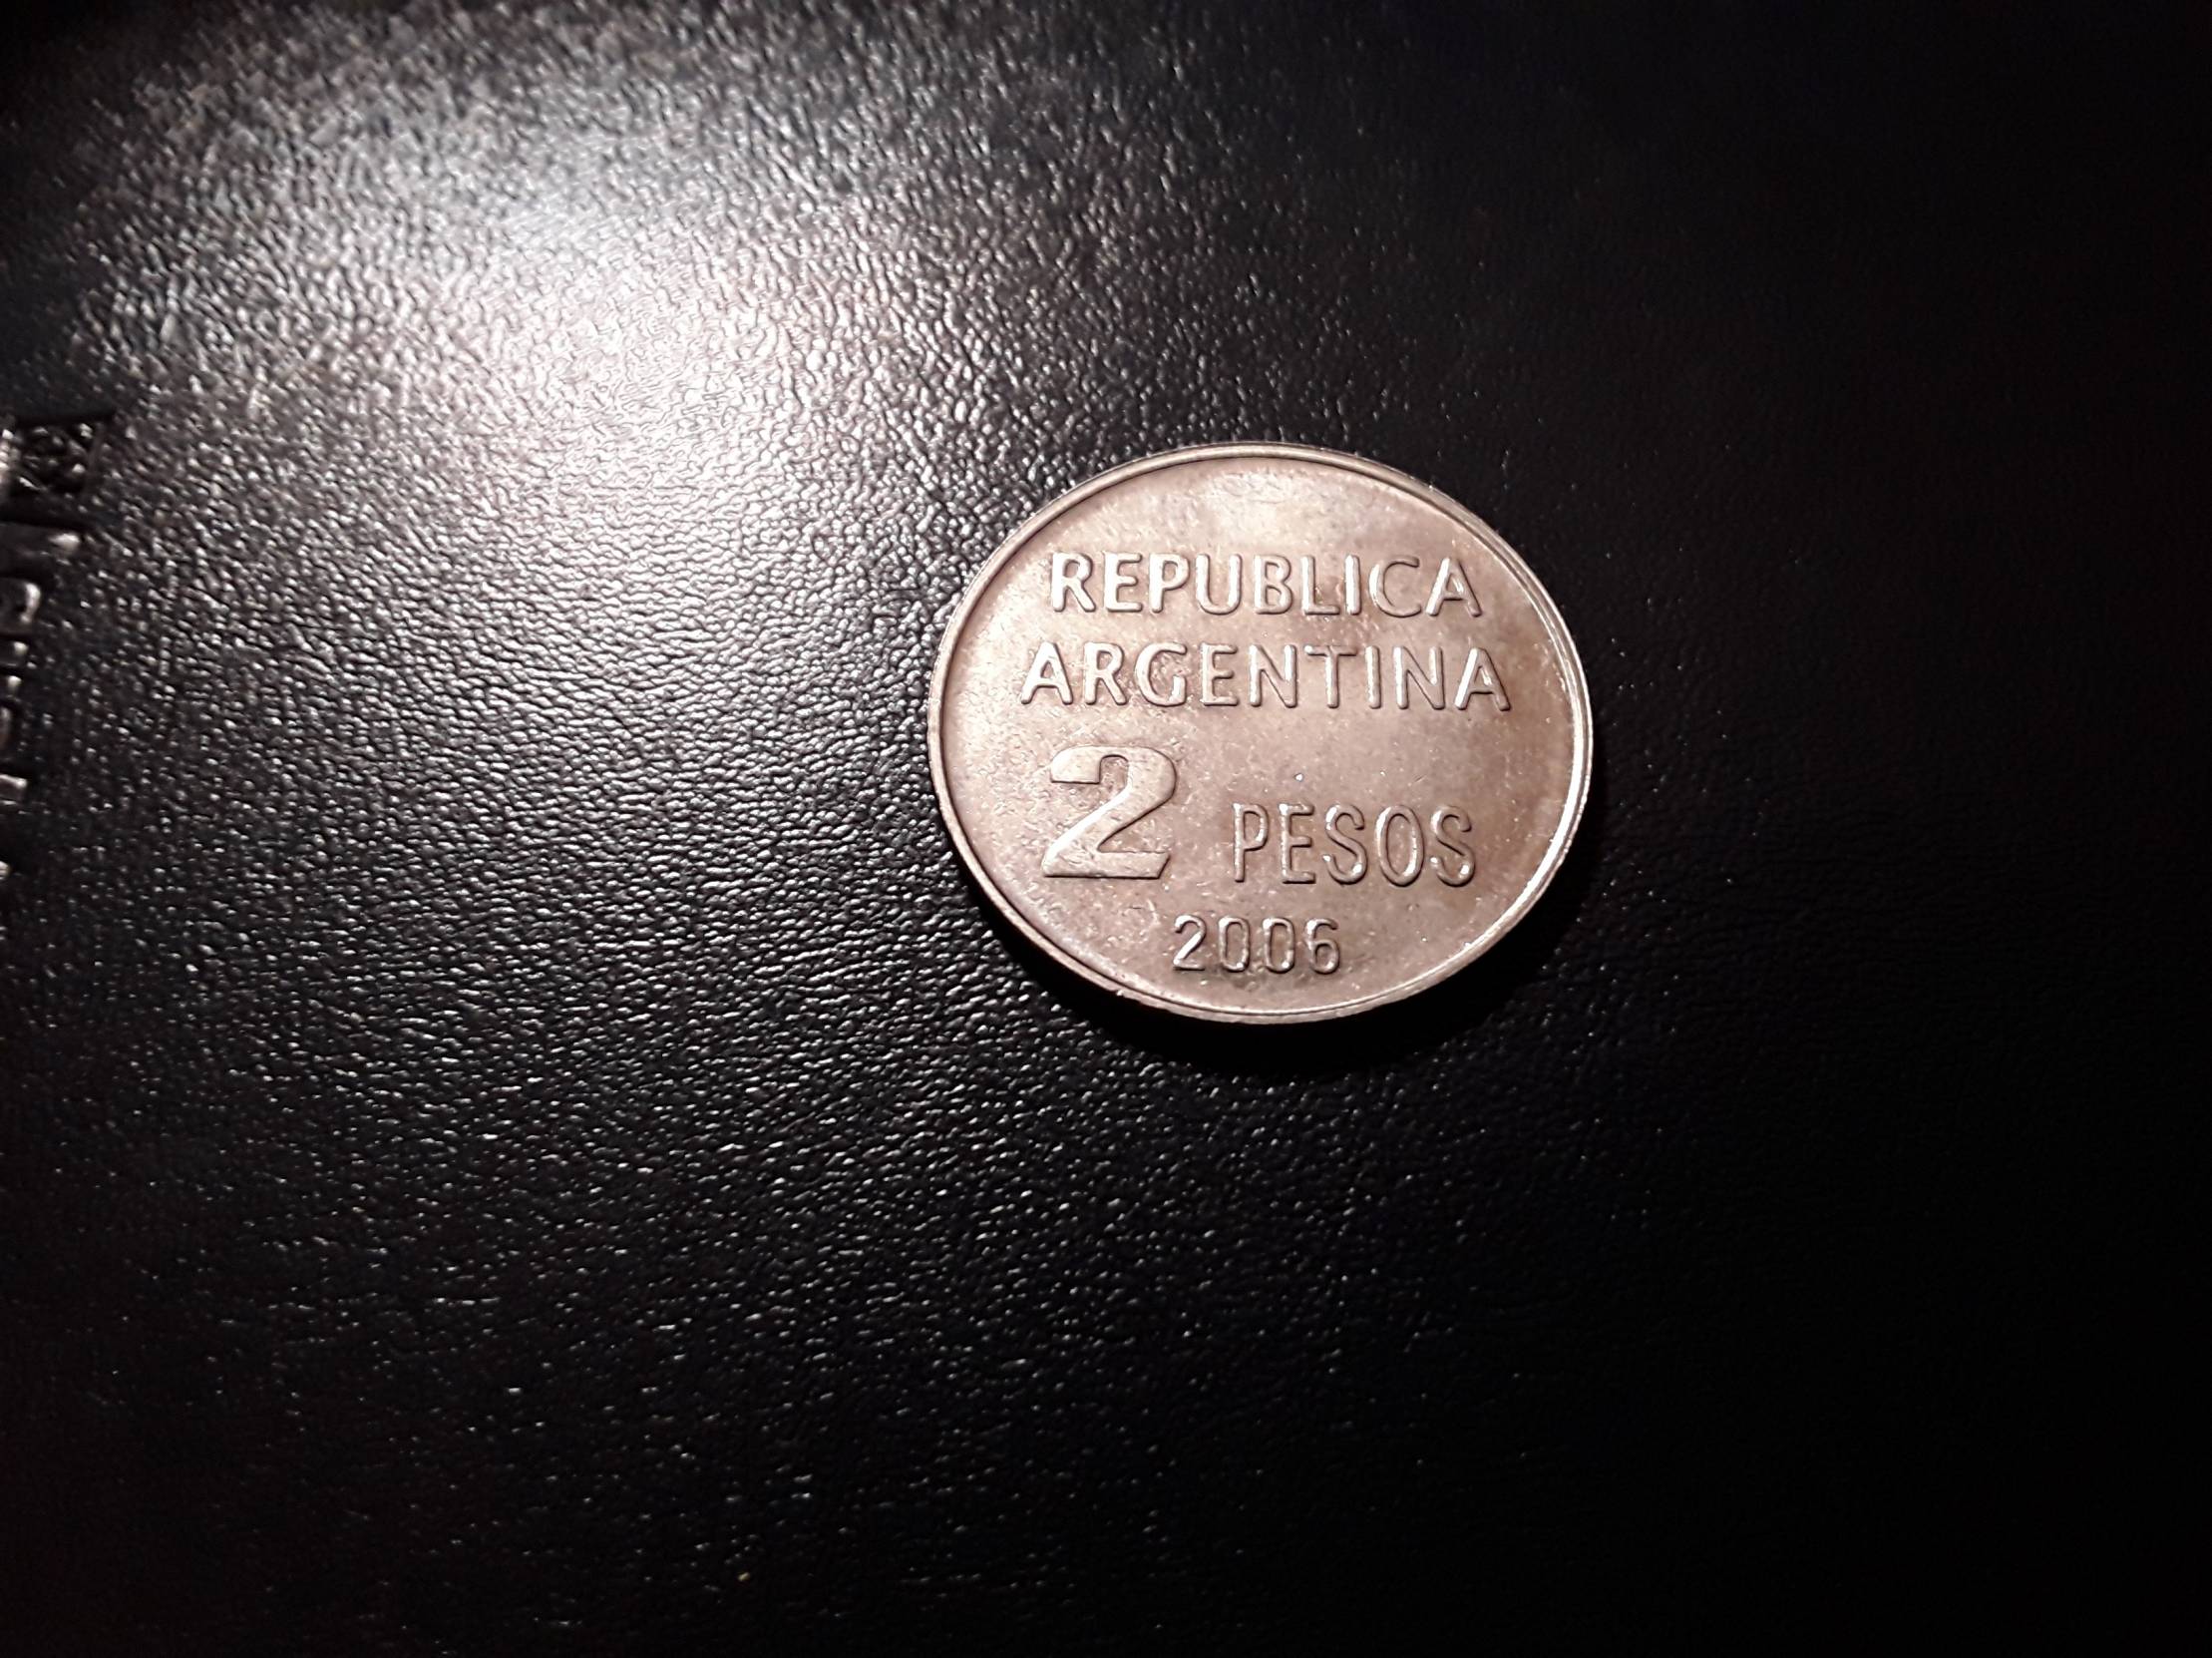 REPUBLICA
ARGENTINA
2 PESOS
2006